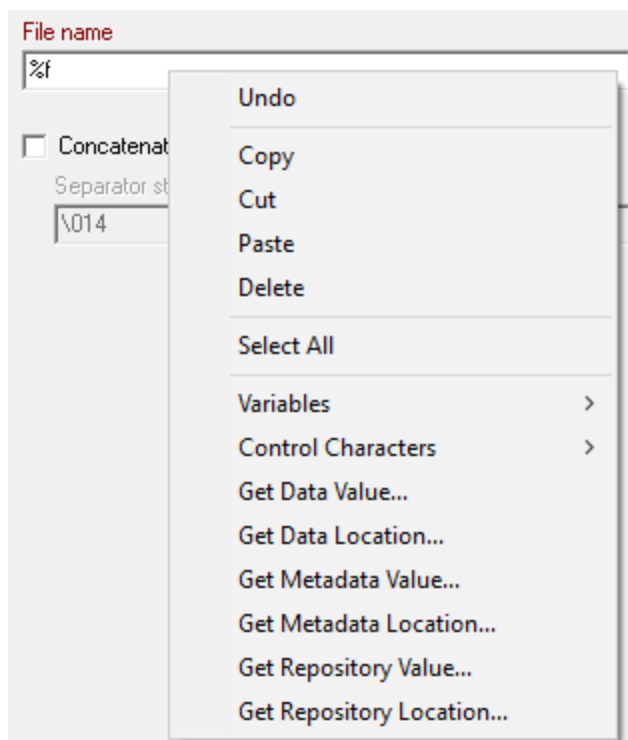 File name
%f
Undo
Concatenat
Copy
Separator st
Cut
\014
Paste
Delete
Select All
Variables
Control Characters
Get Data Value...
Get Data Location...
Get Metadata Value...
Get Metadata Location...
Get Repository Value...
Get Repository Location...